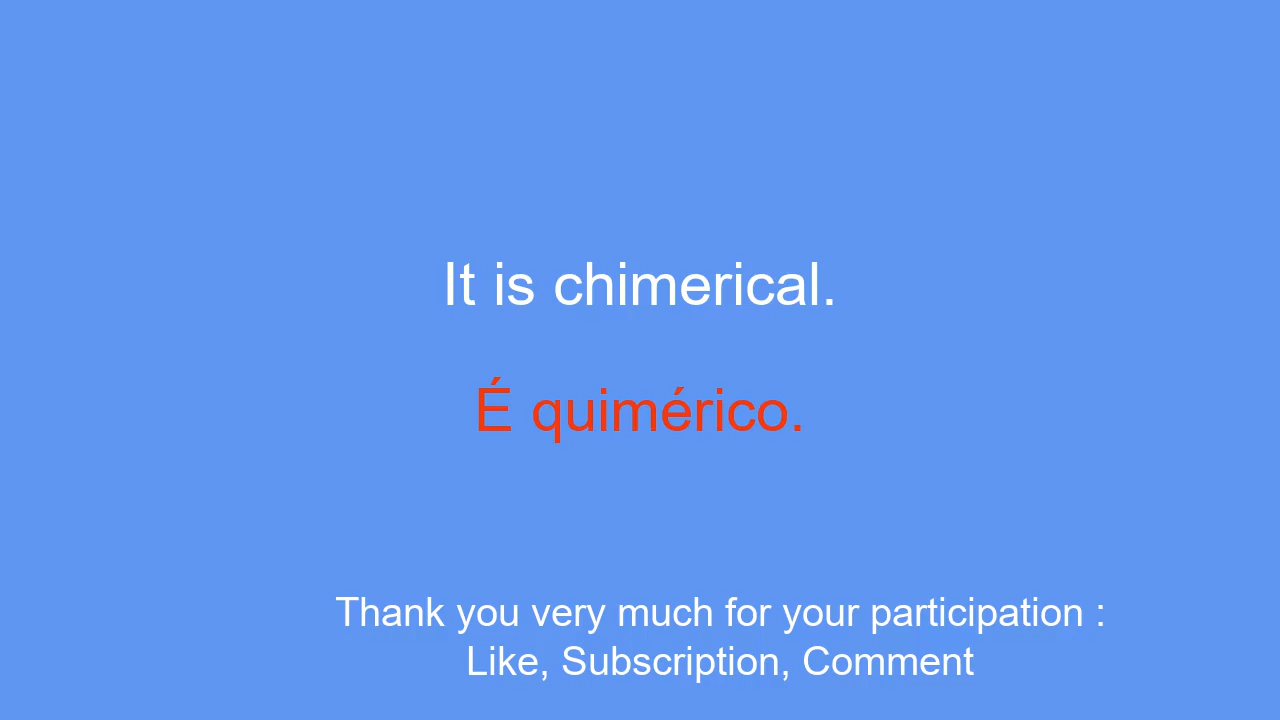 It is chimerical.
É quimérico.
Thank you very much for your participation :
Like, Subscription, Comment